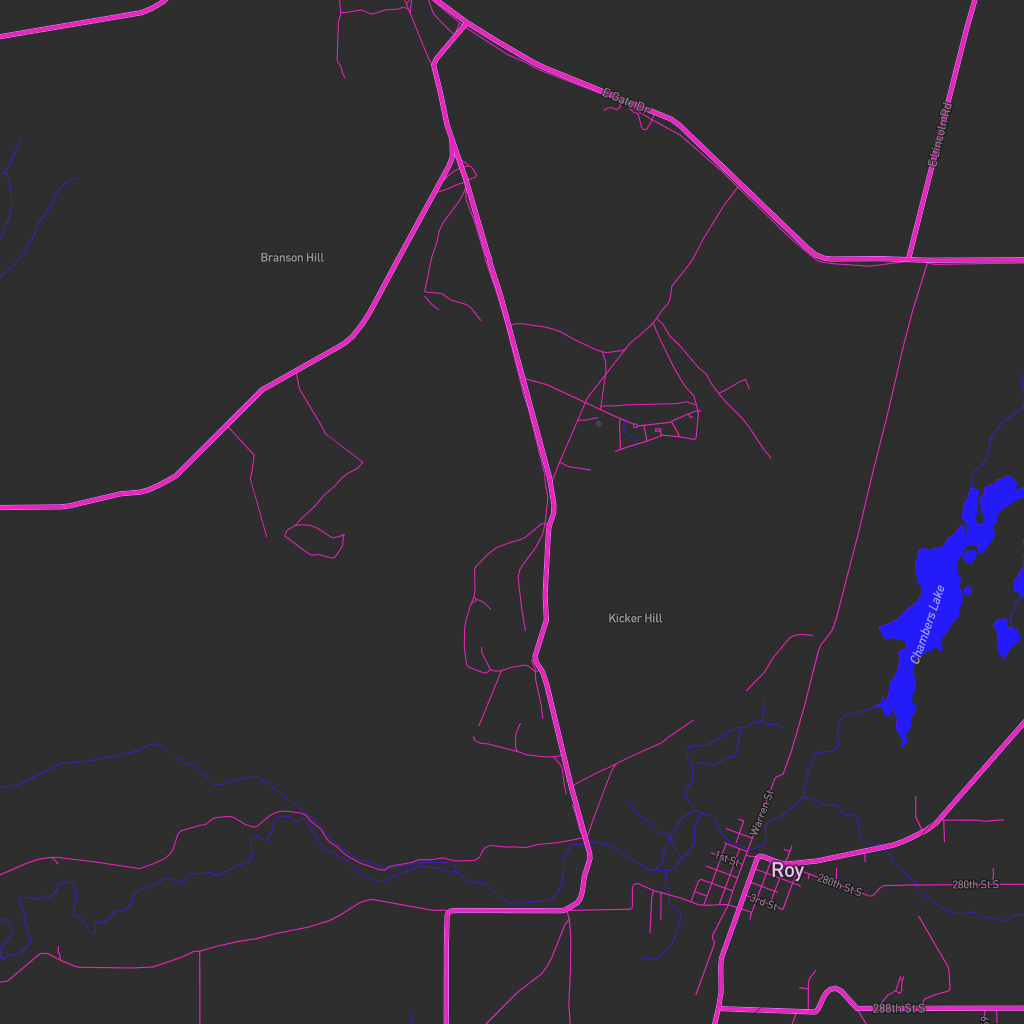 E Gate Dr
E Lincoln Rd
Branson Hill
Chambers Lake
Kicker Hill
Warren St
1st St
Roy
280th St S
280th St S
3rd St
288th St S